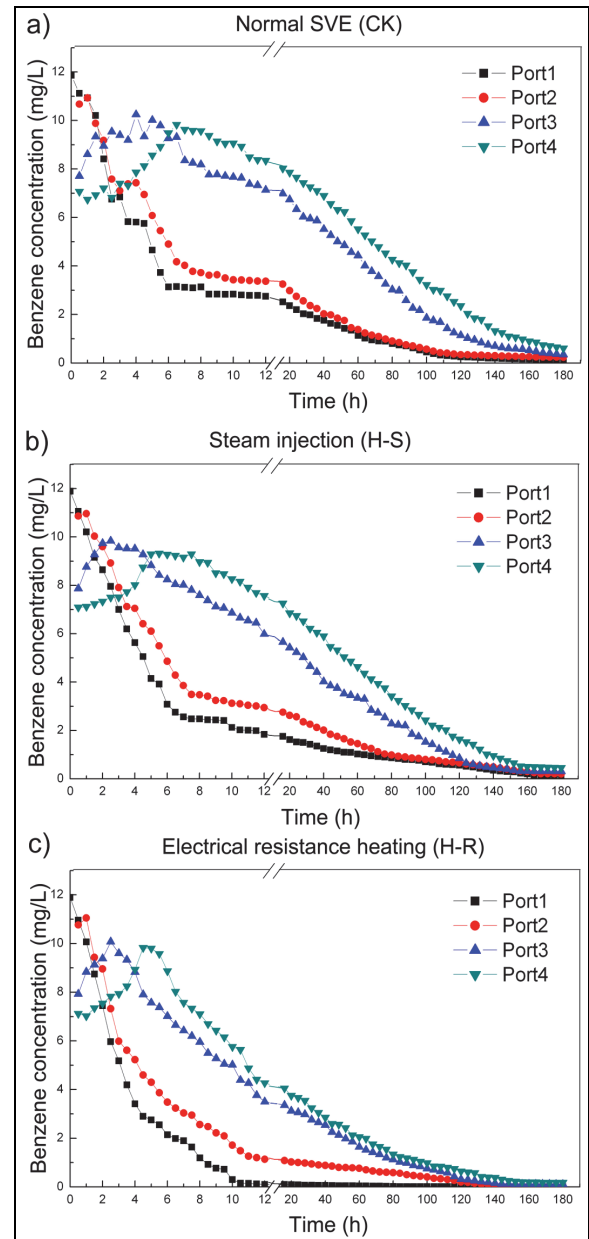 a) Normal SVE (CK)
Benzene concentration (mg/L)
12
10
8
6
4
2
0
Port1
Port2
Port3
Port4
0 2 4 6 8 10 12 20 40 60 80 100 120 140 160 180
Time (h)
b) Steam injection (H-S)
Benzene concentration (mg/L)
12
10
8
6
4
2
0
Port1
Port2
Port3
Port4
0 2 4 6 8 10 12 20 40 60 80 100 120 140 160 180
Time (h)
c) Electrical resistance heating (H-R)
Benzene concentration (mg/L)
12
10
8
6
4
2
0
Port1
Port2
Port3
Port4
0 2 4 6 8 10 12 20 40 60 80 100 120 140 160 180
Time (h)